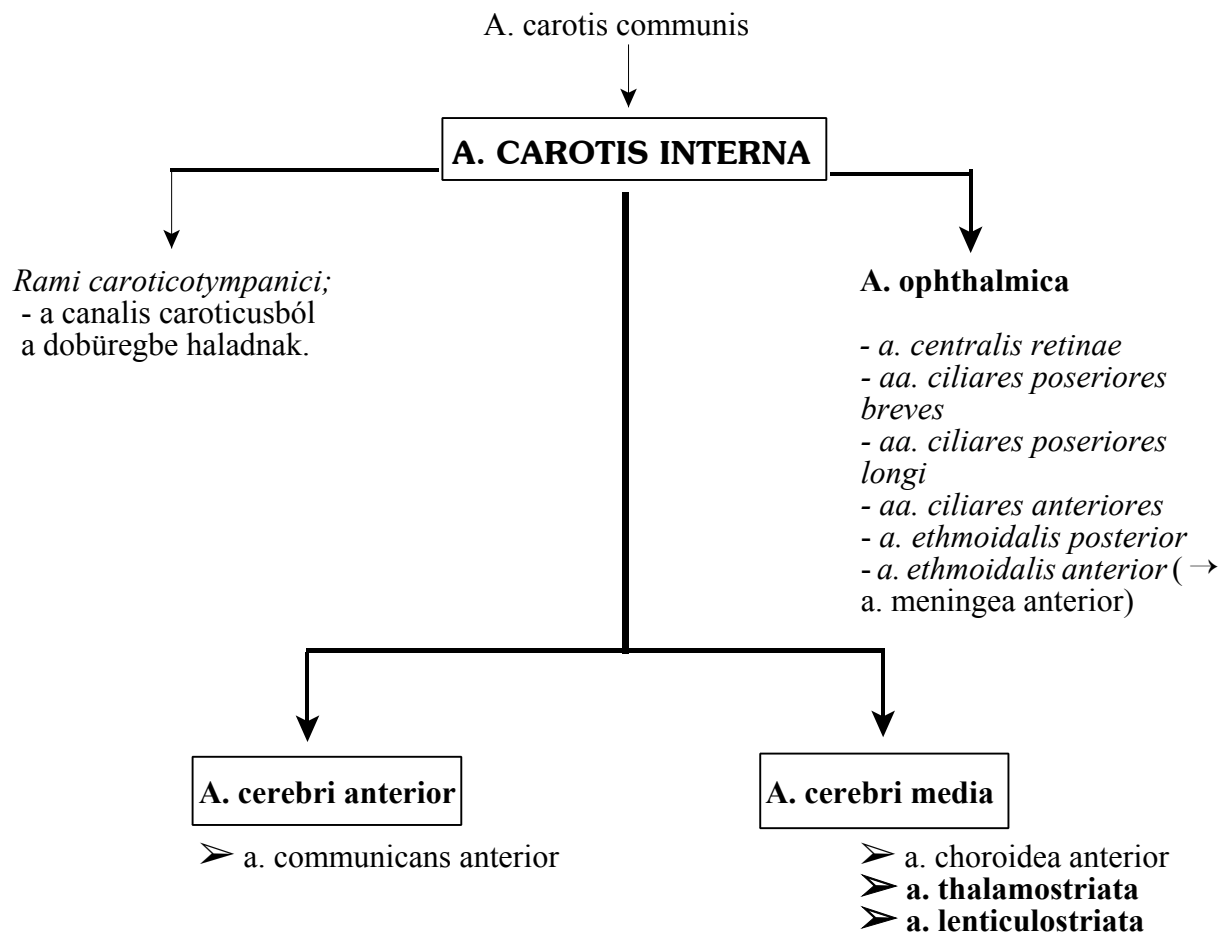 A. carotis communis
A. CAROTIS INTERNA
Rami caroticotympanici;
- a canalis caroticusból
a dobüregbe haladnak.
A. ophthalmica
- a. centralis retinae
- aa. ciliares poseriores
breves
- aa. ciliares poseriores
longi
- aa. ciliares anteriores
- a. ethmoidalis posterior
- a. ethmoidalis anterior ( →
a. meningea anterior)
A. cerebri anterior
➢ a. communicans anterior
A. cerebri media
➢ a. choroidea anterior
➢ a. thalamostriata
➢ a. lenticulostriata